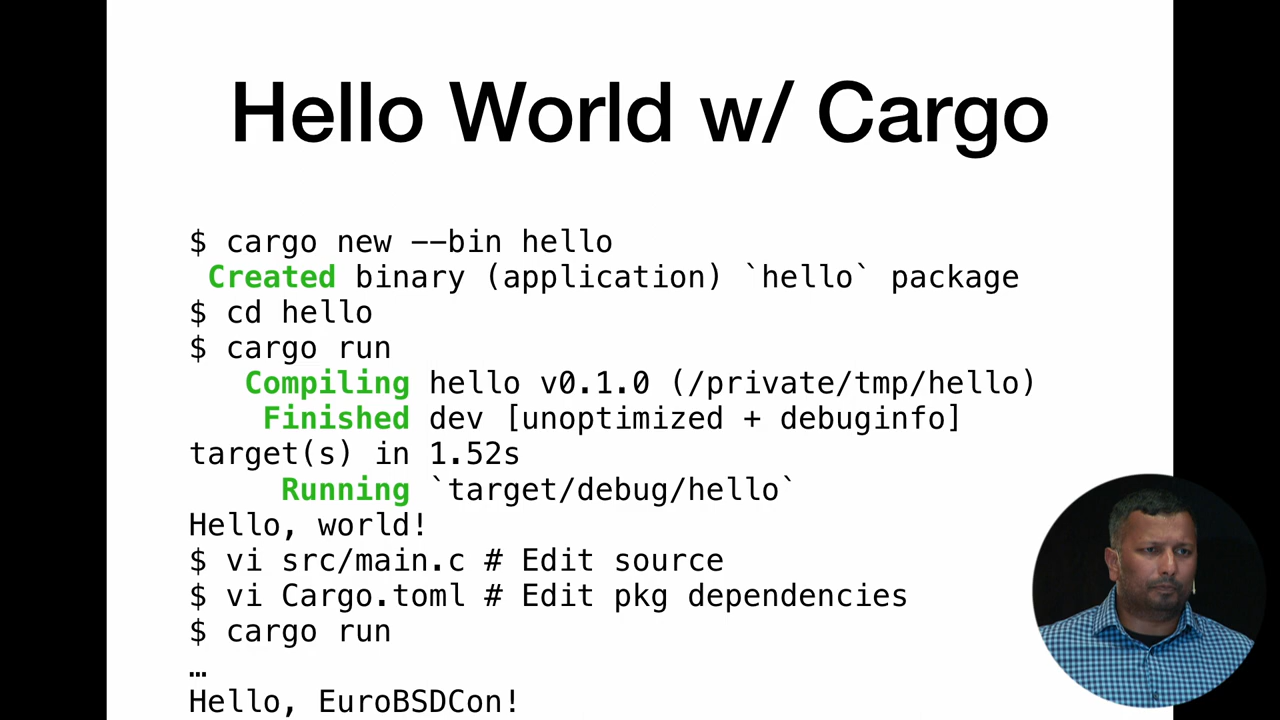 Hello World w/ Cargo
$ cargo new --bin hello
Created binary (application) `hello` package
$ cd hello
$ cargo run
Compiling hello v0.1.0 (/private/tmp/hello)
Finished dev [unoptimized + debuginfo]
target(s) in 1.52s
Running `target/debug/hello`
Hello, world!
$ vi src/main.c # Edit source
$ vi Cargo.toml # Edit pkg dependencies
$ cargo run
…
Hello, EuroBSDCon!